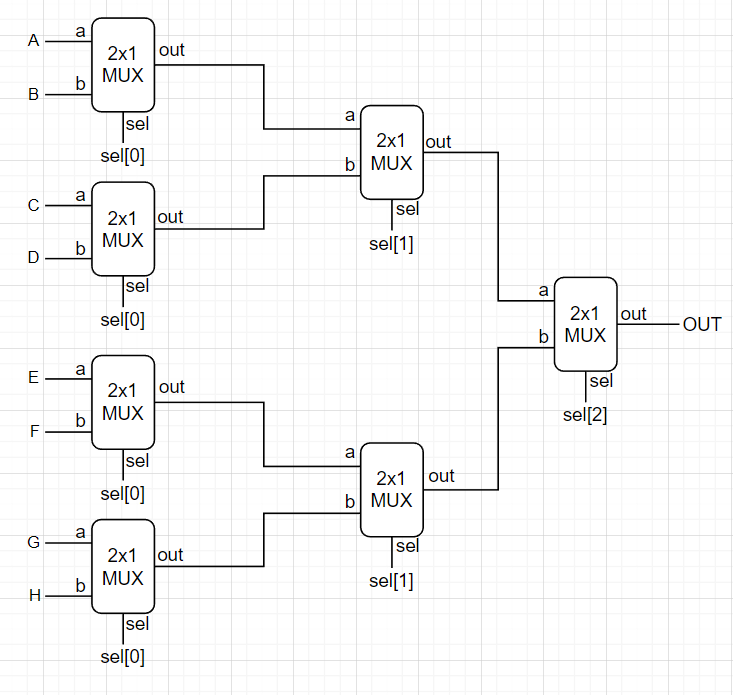 A
a
2x1
MUX
out
B
b
sel
sel[0]
C
a
2x1
MUX
out
D
b
sel
sel[0]
a
2x1
MUX
out
b
sel
sel[1]
E
a
2x1
MUX
out
F
b
sel
sel[0]
G
a
2x1
MUX
out
H
b
sel
sel[0]
a
2x1
MUX
out
b
sel
sel[1]
a
2x1
MUX
out
OUT
b
sel
sel[2]